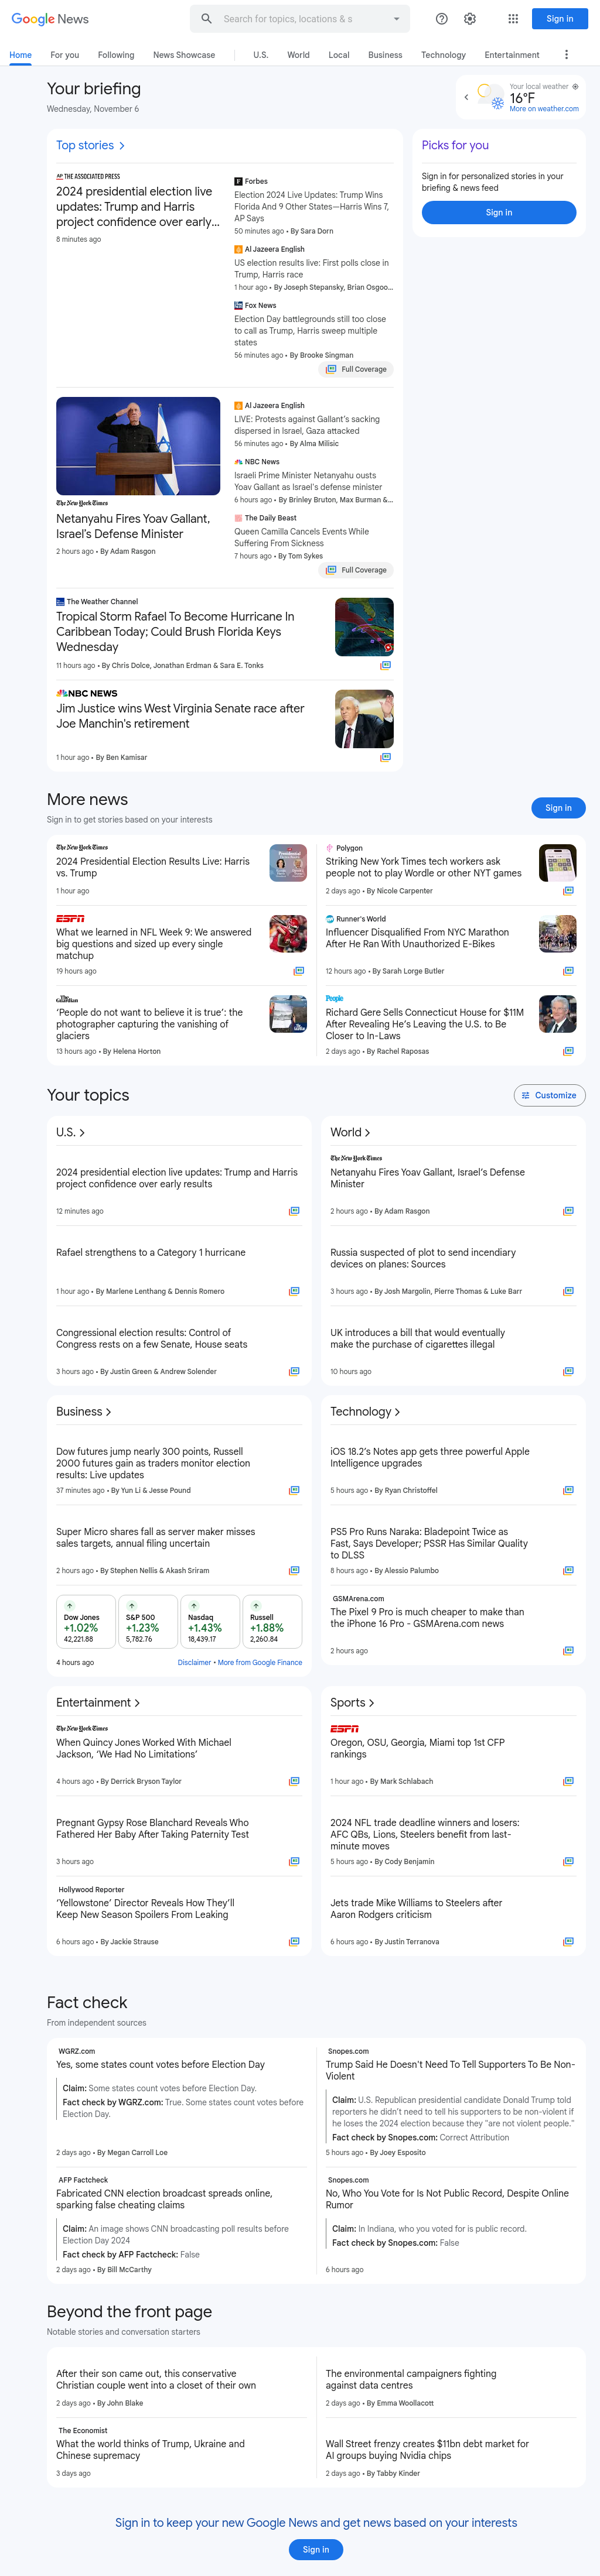 Google News
Search for topics, locations & s
Sign in
Home
For you
Following
News Showcase
U.S.
World
Local
Business
Technology
Entertainment
Your briefing
Wednesday, November 6
Your local weather
16°F
More on weather.com
Top stories
AP THE ASSOCIATED PRESS
2024 presidential election live
updates: Trump and Harris
project confidence over early…
8 minutes ago
Forbes
Election 2024 Live Updates: Trump Wins
Florida And 9 Other States—Harris Wins 7,
AP Says
50 minutes ago • By Sara Dorn
Al Jazeera English
US election results live: First polls close in
Trump, Harris race
1 hour ago • By Joseph Stepansky, Brian Osgoo…
Fox News
Election Day battlegrounds still too close
to call as Trump, Harris sweep multiple
states
56 minutes ago • By Brooke Singman
Full Coverage
Picks for you
Sign in for personalized stories in your
briefing & news feed
Sign in
The New York Times
Netanyahu Fires Yoav Gallant,
Israel's Defense Minister
2 hours ago • By Adam Rasgon
Al Jazeera English
LIVE: Protests against Gallant's sacking
dispersed in Israel, Gaza attacked
56 minutes ago • By Alma Milisic
NBC News
Israeli Prime Minister Netanyahu ousts
Yoav Gallant as Israel's defense minister
6 hours ago • By Brinley Bruton, Max Burman &…
The Daily Beast
Queen Camilla Cancels Events While
Suffering From Sickness
7 hours ago • By Tom Sykes
Full Coverage
The Weather Channel
Tropical Storm Rafael To Become Hurricane In
Caribbean Today; Could Brush Florida Keys
Wednesday
11 hours ago • By Chris Dolce, Jonathan Erdman & Sara E. Tonks
NBC NEWS
Jim Justice wins West Virginia Senate race after
Joe Manchin's retirement
1 hour ago • By Ben Kamisar
More news
Sign in to get stories based on your interests
Sign in
The New York Times
2024 Presidential Election Results Live: Harris
vs. Trump
1 hour ago
Polygon
Striking New York Times tech workers ask
people not to play Wordle or other NYT games
2 days ago • By Nicole Carpenter
ESPN
What we learned in NFL Week 9: We answered
big questions and sized up every single
matchup
19 hours ago
Runner's World
Influencer Disqualified From NYC Marathon
After He Ran With Unauthorized E-Bikes
12 hours ago • By Sarah Lorge Butler
The Guardian
'People do not want to believe it is true': the
photographer capturing the vanishing of
glaciers
13 hours ago • By Helena Horton
People
Richard Gere Sells Connecticut House for $11M
After Revealing He's Leaving the U.S. to Be
Closer to In-Laws
2 days ago • By Rachel Raposas
Your topics
Customize
U.S.
2024 presidential election live updates: Trump and Harris
project confidence over early results
12 minutes ago
Rafael strengthens to a Category 1 hurricane
1 hour ago • By Marlene Lenthang & Dennis Romero
Congressional election results: Control of
Congress rests on a few Senate, House seats
3 hours ago • By Justin Green & Andrew Solender
World
The New York Times
Netanyahu Fires Yoav Gallant, Israel's Defense
Minister
2 hours ago • By Adam Rasgon
Russia suspected of plot to send incendiary
devices on planes: Sources
3 hours ago • By Josh Margolin, Pierre Thomas & Luke Barr
UK introduces a bill that would eventually
make the purchase of cigarettes illegal
10 hours ago
Business
Dow futures jump nearly 300 points, Russell
2000 futures gain as traders monitor election
results: Live updates
37 minutes ago • By Yun Li & Jesse Pound
Super Micro shares fall as server maker misses
sales targets, annual filing uncertain
2 hours ago • By Stephen Nellis & Akash Sriram
Dow Jones
+1.02%
42,221.88
S&P 500
+1.23%
5,782.76
Nasdaq
+1.43%
18,439.17
Russell
+1.88%
2,260.84
4 hours ago
Disclaimer • More from Google Finance
Technology
iOS 18.2's Notes app gets three powerful Apple
Intelligence upgrades
5 hours ago • By Ryan Christoffel
PS5 Pro Runs Naraka: Bladepoint Twice as
Fast, Says Developer; PSSR Has Similar Quality
to DLSS
8 hours ago • By Alessio Palumbo
GSMArena.com
The Pixel 9 Pro is much cheaper to make than
the iPhone 16 Pro - GSMArena.com news
2 hours ago
Entertainment
The New York Times
When Quincy Jones Worked With Michael
Jackson, 'We Had No Limitations'
4 hours ago • By Derrick Bryson Taylor
Pregnant Gypsy Rose Blanchard Reveals Who
Fathered Her Baby After Taking Paternity Test
3 hours ago
Hollywood Reporter
'Yellowstone' Director Reveals How They'll
Keep New Season Spoilers From Leaking
6 hours ago • By Jackie Strause
Sports
ESPN
Oregon, OSU, Georgia, Miami top 1st CFP
rankings
1 hour ago • By Mark Schlabach
2024 NFL trade deadline winners and losers:
AFC QBs, Lions, Steelers benefit from last-
minute moves
5 hours ago • By Cody Benjamin
Jets trade Mike Williams to Steelers after
Aaron Rodgers criticism
6 hours ago • By Justin Terranova
Fact check
From independent sources
WGRZ.com
Yes, some states count votes before Election Day
Claim: Some states count votes before Election Day.
Fact check by WGRZ.com: True. Some states count votes before
Election Day.
2 days ago • By Megan Carroll Loe
Snopes.com
Trump Said He Doesn't Need To Tell Supporters To Be Non-
Violent
Claim: U.S. Republican presidential candidate Donald Trump told
reporters he didn't need to tell his supporters to be non-violent if
he loses the 2024 election because they "are not violent people."
Fact check by Snopes.com: Correct Attribution
5 hours ago • By Joey Esposito
AFP Factcheck
Fabricated CNN election broadcast spreads online,
sparking false cheating claims
Claim: An image shows CNN broadcasting poll results before
Election Day 2024
Fact check by AFP Factcheck: False
2 days ago • By Bill McCarthy
Snopes.com
No, Who You Vote for Is Not Public Record, Despite Online
Rumor
Claim: In Indiana, who you voted for is public record.
Fact check by Snopes.com: False
6 hours ago
Beyond the front page
Notable stories and conversation starters
After their son came out, this conservative
Christian couple went into a closet of their own
2 days ago • By John Blake
The environmental campaigners fighting
against data centres
2 days ago • By Emma Woollacott
The Economist
What the world thinks of Trump, Ukraine and
Chinese supremacy
3 days ago
Wall Street frenzy creates $11bn debt market for
AI groups buying Nvidia chips
2 days ago • By Tabby Kinder
Sign in to keep your new Google News and get news based on your interests
Sign in